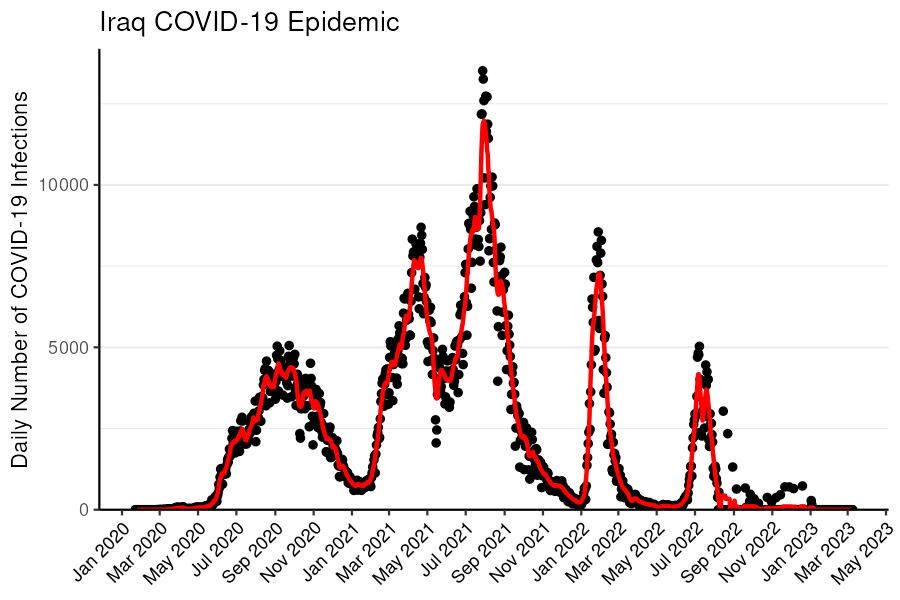 Iraq COVID-19 Epidemic
Daily Number of COVID-19 Infections
10000
5000
0
Jan 2020
Mar 2020
May 2020
Jul 2020
Sep 2020
Nov 2020
Jan 2021
Mar 2021
May 2021
Jul 2021
Sep 2021
Nov 2021
Jan 2022
Mar 2022
May 2022
Jul 2022
Sep 2022
Nov 2022
Jan 2023
Mar 2023
May 2023